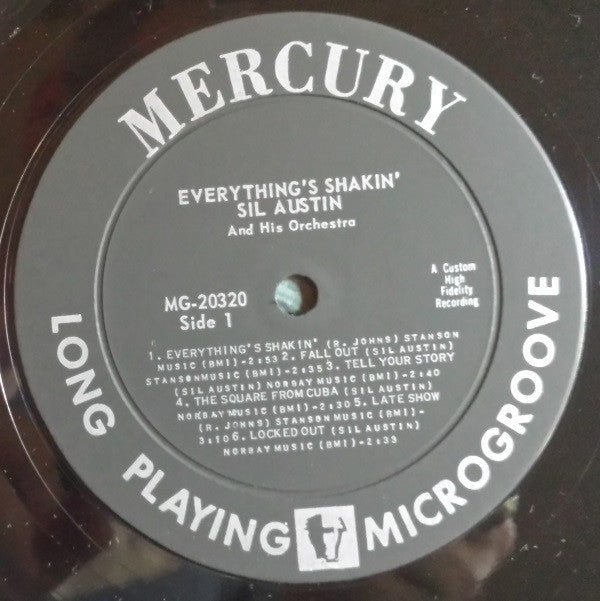 MERCURY
EVERYTHING'S SHAKIN'
SIL AUSTIN
And His Orchestra
A Custom
High
Fidelity
Recording
MG-20320
Side 1
1. EVERYTHING'S SHAKIN' (R. JOHNS) STANSON
MUSIC (BMI)-2:53 2. FALL OUT (SIL AUSTIN)
STANSON MUSIC (BMI)-2:35 3. TELL YOUR STORY
(SIL AUSTIN) NORBAY MUSIC (BMI)-2:40
4. THE SQUARE FROM CUBA (SIL AUSTIN)
NORBAY MUSIC (BMI)-2:30 5. LATE SHOW
(R. JOHNS) STANSON MUSIC (BMI)-
3:10 6. LOCKED OUT (SIL AUSTIN)
NORBAY MUSIC (BMI)-2:33
LONG PLAYING MICROGROOVE